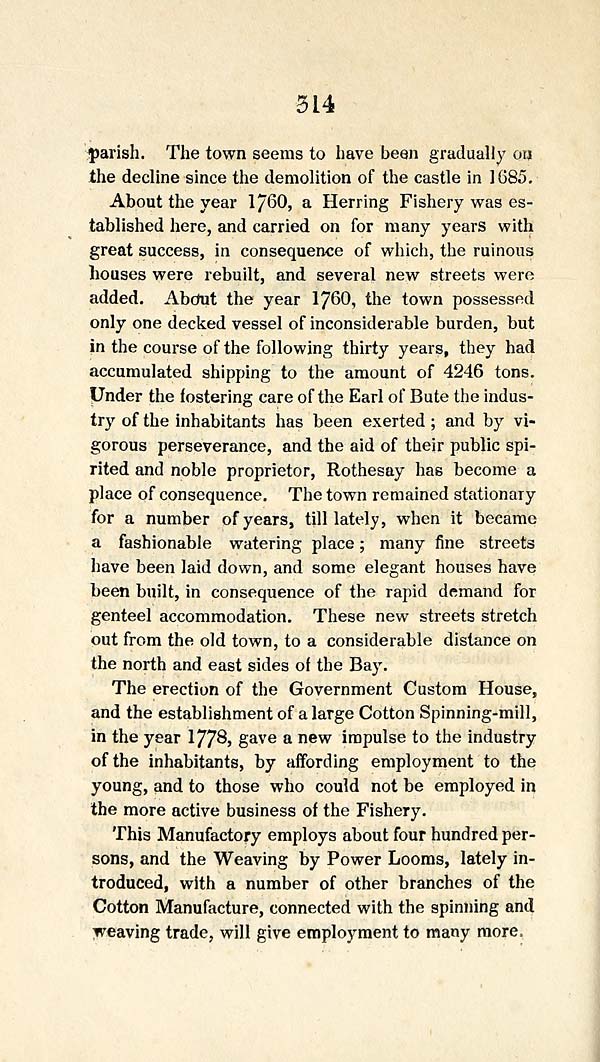 314
parish. The town seems to have been gradually on
the decline since the demolition of the castle in 1685.
About the year 1760, a Herring Fishery was es-
tablished here, and carried on for many years with
great success, in consequence of which, the ruinous
houses were rebuilt, and several new streets were
added. About the year 1760, the town possessed
only one decked vessel of inconsiderable burden, but
in the course of the following thirty years, they had
accumulated shipping to the amount of 4246 tons.
Under the fostering care of the Earl of Bute the indus-
try of the inhabitants has been exerted ; and by vi-
gorous perseverance, and the aid of their public spi-
rited and noble proprietor, Rothesay has become a
place of consequence. The town remained stationary
for a number of years, till lately, when it became
a fashionable watering place ; many fine streets
have been laid down, and some elegant houses have
been built, in consequence of the rapid demand for
genteel accommodation. These new streets stretch
out from the old town, to a considerable distance on
the north and east sides of the Bay.
The erection of the Government Custom House,
and the establishment of a large Cotton Spinning-mill,
in the year 1778, gave a new impulse to the industry
of the inhabitants, by affording employment to the
young, and to those who could not be employed in
the more active business of the Fishery.
This Manufactory employs about four hundred per-
sons, and the Weaving by Power Looms, lately in-
troduced, with a number of other branches of the
Cotton Manufacture, connected with the spinning and
weaving trade, will give employment to many more.